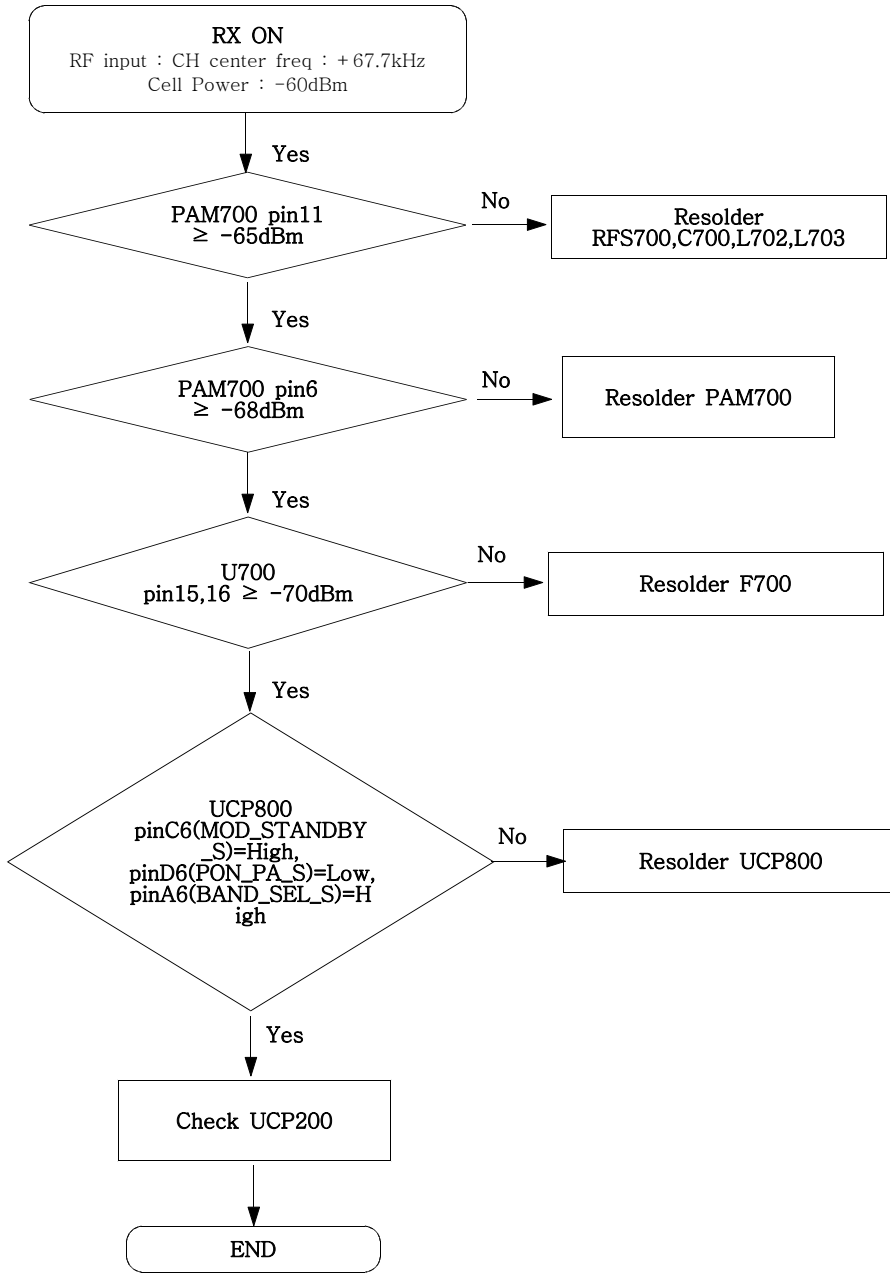 RX ON
RF input : CH center freq : +67.7kHz
Cell Power : -60dBm
Yes
PAM700 pin11
≥ -65dBm
No
Resolder
RFS700,C700,L702,L703
Yes
PAM700 pin6
≥ -68dBm
No
Resolder PAM700
Yes
U700
pin15,16 ≥ -70dBm
No
Resolder F700
Yes
UCP800
pinC6(MOD_STANDBY
_S)=High,
pinD6(PON_PA_S)=Low,
pinA6(BAND_SEL_S)=H
igh
No
Resolder UCP800
Yes
Check UCP200
END